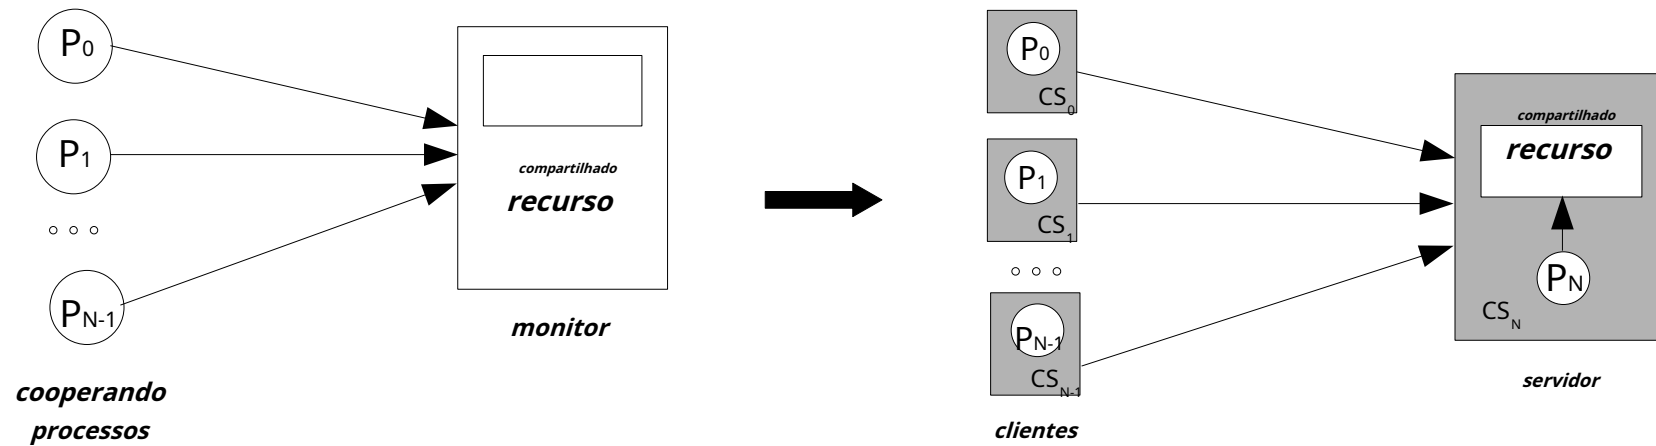 P0
P1
PN-1
cooperando
processos
compartilhado
recurso
monitor
P0
CS0
P1
CS1
PN-1
CSN-1
clientes
compartilhado
recurso
PN
CSN
servidor